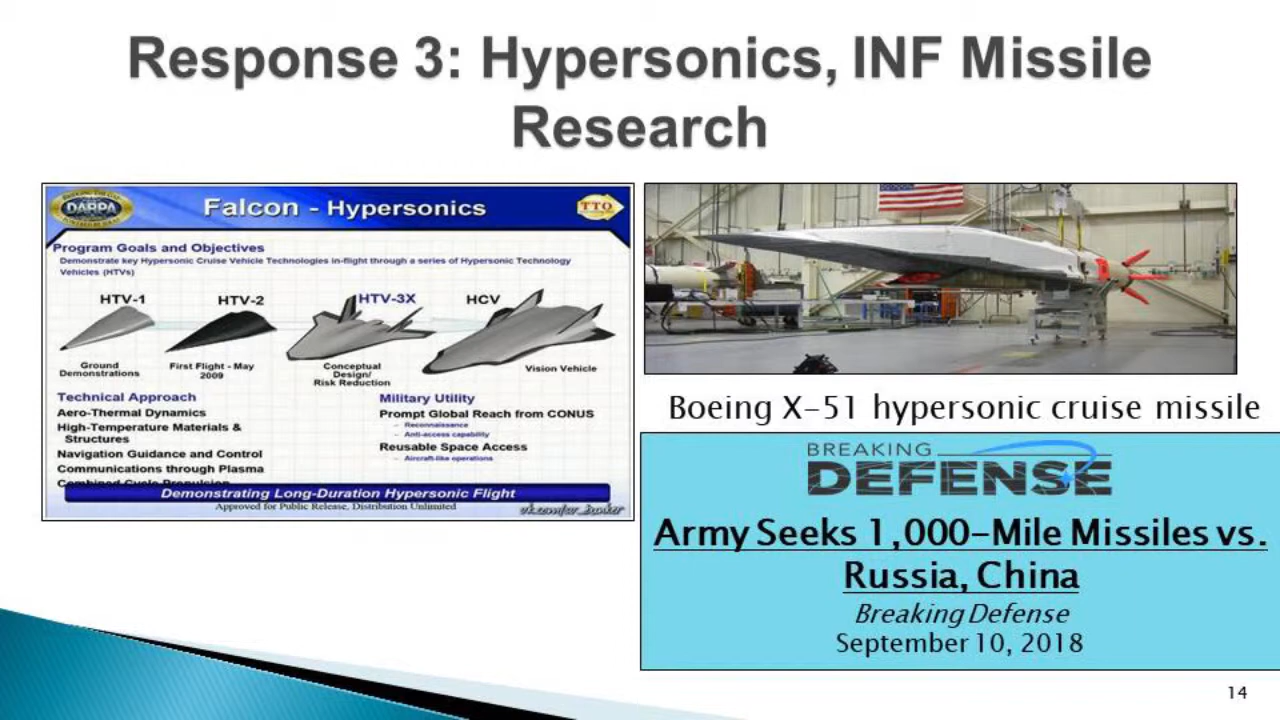 Response 3: Hypersonics, INF Missile
Research
DARPA
Falcon - Hypersonics
TTO
Program Goals and Objectives
Demonstrate key Hypersonic Cruise Vehicle Technologies in-flight through a series of Hypersonic Technology
Vehicles (HTVs)
HTV-1
HTV-2
HTV-3X
HCV
Ground
Demonstrations
First Flight - May
2009
Conceptual
Design/
Risk Reduction
Vision Vehicle
Technical Approach
Aero-Thermal Dynamics
High-Temperature Materials &
Structures
Navigation Guidance and Control
Communications through Plasma
Combined Cycle Propulsion
Military Utility
Prompt Global Reach from CONUS
- Reconnaissance
- Anti-access capability
Reusable Space Access
- Aircraft-like operations
Demonstrating Long-Duration Hypersonic Flight
Approved for Public Release, Distribution Unlimited
Boeing X-51 hypersonic cruise missile
BREAKING
DEFENSE
Army Seeks 1,000-Mile Missiles vs.
Russia, China
Breaking Defense
September 10, 2018
14